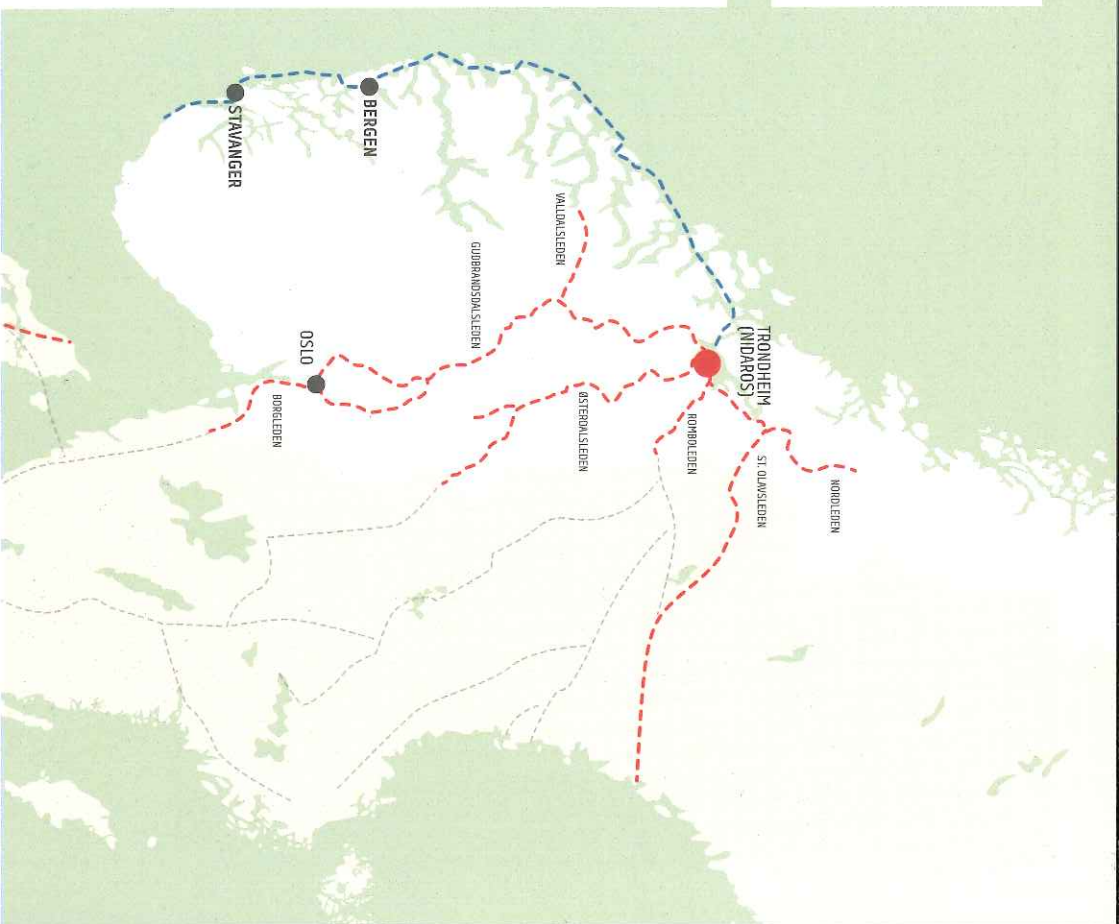 NORDLEDEN
TRONDHEIM
(NIDAROS)
ST. OLAVSLEDEN
ROMBOLEDEN
ØSTERDALSLEDEN
VALLDALSLEDEN
GUDBRANDSDALSLEDEN
BERGEN
OSLO
BORGLEDEN
STAVANGER